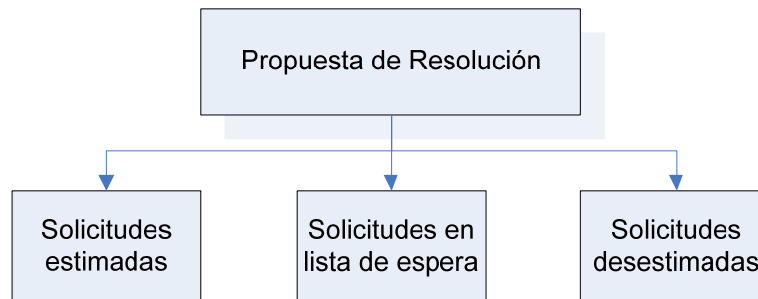 Propuesta de Resolución
Solicitudes
estimadas
Solicitudes en
lista de espera
Solicitudes
desestimadas